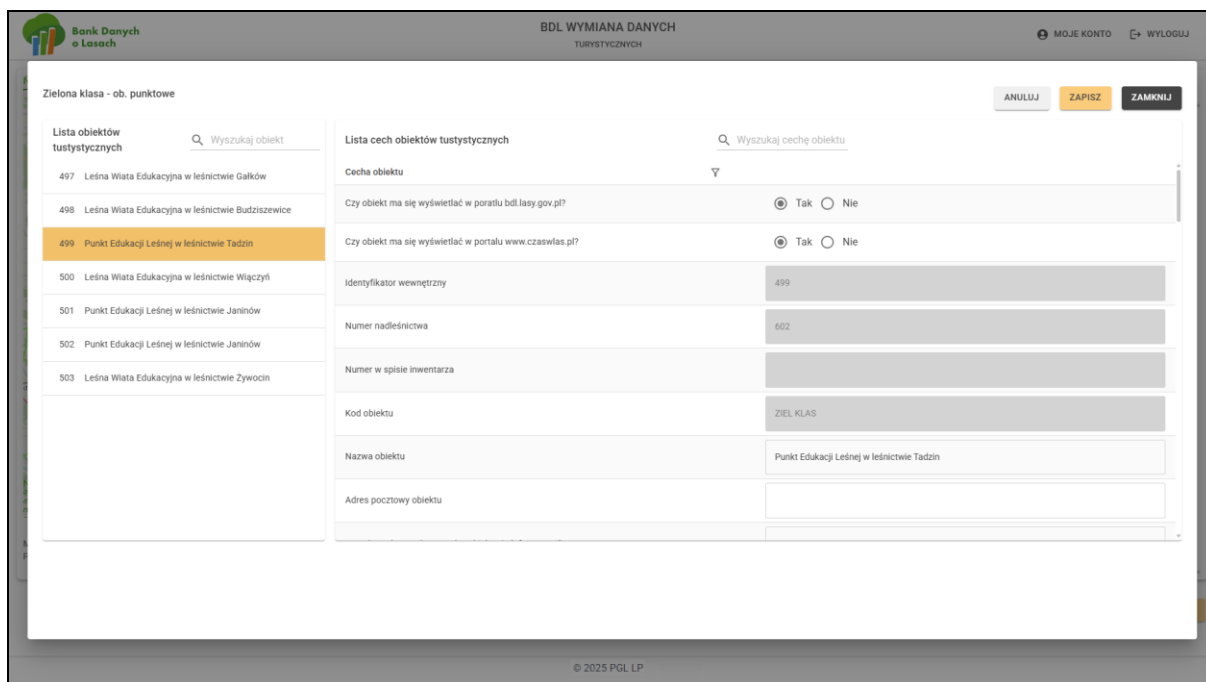 Bank Danych
o Lasach
BDL WYMIANA DANYCH
TURYSTYCZNYCH
MOJE KONTO
WYLOGUJ
Zielona klasa - ob. punktowe
ANULUJ
ZAPISZ
ZAMKNIJ
Lista obiektów
tustystycznych
Wyszukaj obiekt
497 Leśna Wiata Edukacyjna w leśnictwie Gałków
498 Leśna Wiata Edukacyjna w leśnictwie Budziszewice
499 Punkt Edukacji Leśnej w leśnictwie Tadzin
500 Leśna Wiata Edukacyjna w leśnictwie Wiączyń
501 Punkt Edukacji Leśnej w leśnictwie Janinów
502 Punkt Edukacji Leśnej w leśnictwie Janinów
503 Leśna Wiata Edukacyjna w leśnictwie Żywocin
Lista cech obiektów tustystycznych
Wyszukaj cechę obiektu
Cecha obiektu
Czy obiekt ma się wyświetlać w poratlu bdl.lasy.gov.pl?
Tak
Nie
Czy obiekt ma się wyświetlać w portalu www.czaswlas.pl?
Tak
Nie
Identyfikator wewnętrzny
499
Numer nadleśnictwa
602
Numer w spisie inwentarza
Kod obiektu
ZIEL KLAS
Nazwa obiektu
Punkt Edukacji Leśnej w leśnictwie Tadzin
Adres pocztowy obiektu
© 2025 PGL LP